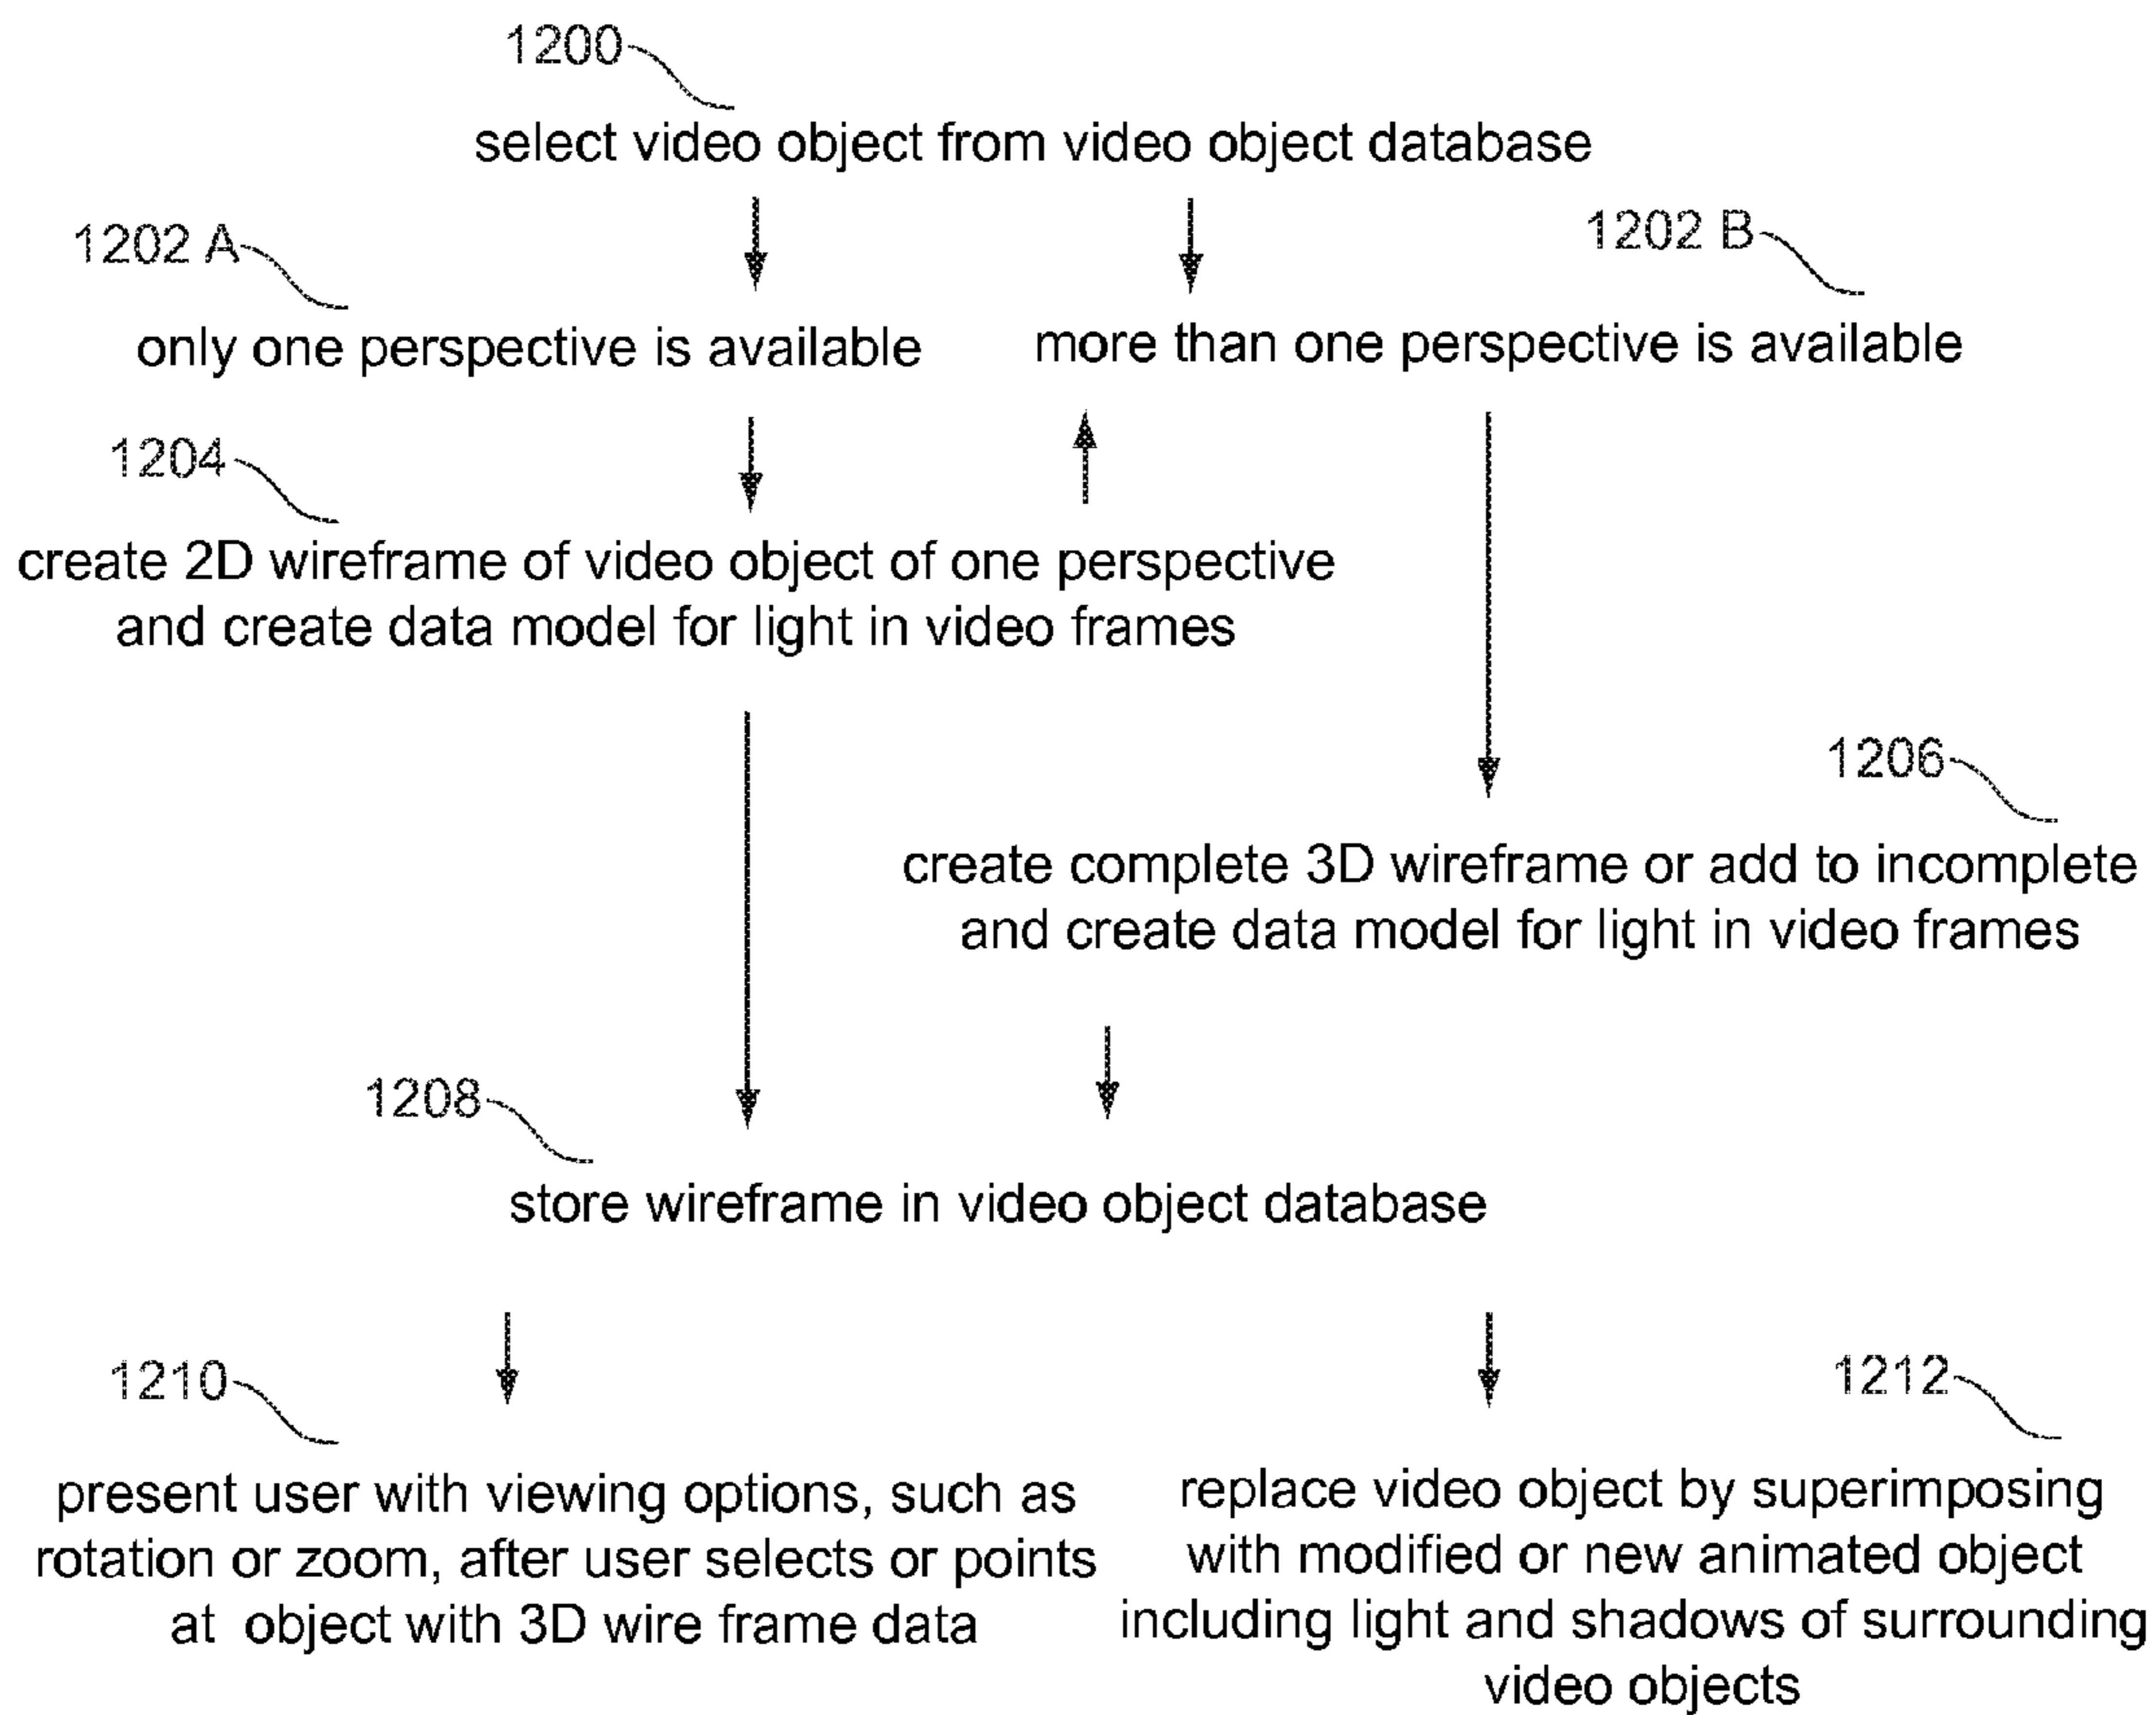 1200
select video object from video object database
1202 A
1202 B
only one perspective is available
more than one perspective is available
1204
create 2D wireframe of video object of one perspective
and create data model for light in video frames
1206
create complete 3D wireframe or add to incomplete
and create data model for light in video frames
1208
store wireframe in video object database
1210
present user with viewing options, such as
rotation or zoom, after user selects or points
at object with 3D wire frame data
1212
replace video object by superimposing
with modified or new animated object
including light and shadows of surrounding
video objects